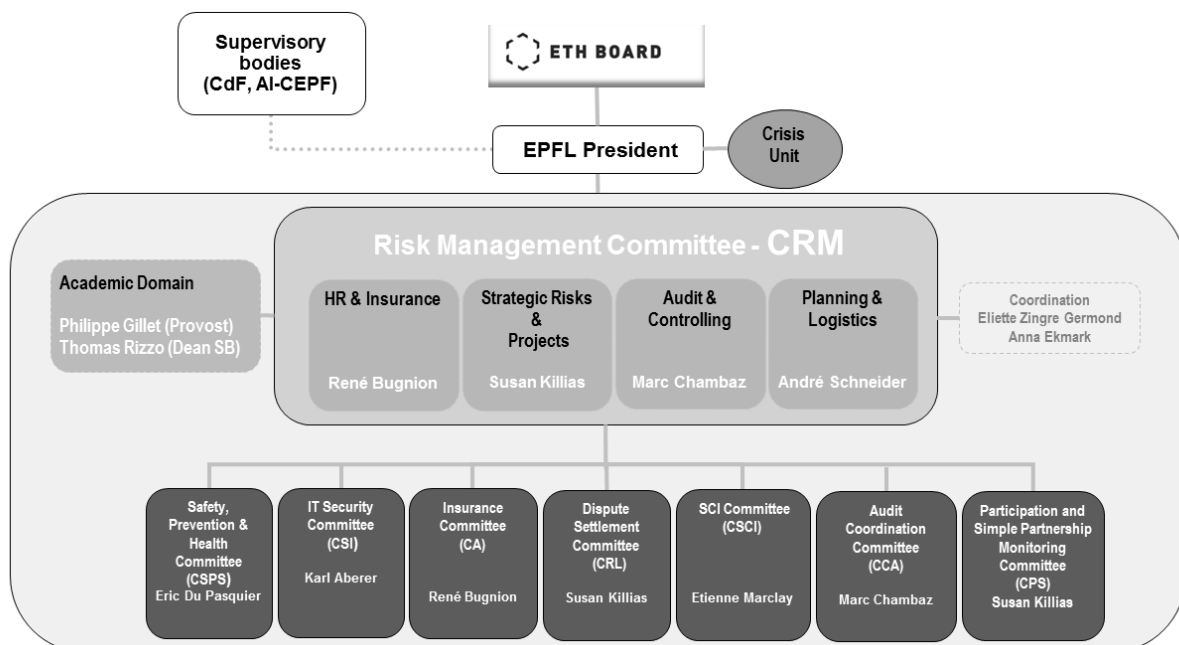 Supervisory
bodies
(CdF, AI-CEPF)
ETH BOARD
EPFL President
Crisis
Unit
Risk Management Committee - CRM
Academic Domain
Philippe Gillet (Provost)
Thomas Rizzo (Dean SB)
HR & Insurance
René Bugnion
Strategic Risks
&
Projects
Susan Killias
Audit &
Controlling
Marc Chambaz
Planning &
Logistics
André Schneider
Coordination
Eliette Zingre Germond
Anna Ekmark
Safety,
Prevention &
Health
Committee
(CSPS)
Eric Du Pasquier
IT Security
Committee
(CSI)
Karl Aberer
Insurance
Committee
(CA)
René Bugnion
Dispute
Settlement
Committee
(CRL)
Susan Killias
SCI Committee
(CSCI)
Etienne Marclay
Audit
Coordination
Committee
(CCA)
Marc Chambaz
Participation and
Simple Partnership
Monitoring
Committee
(CPS)
Susan Killias